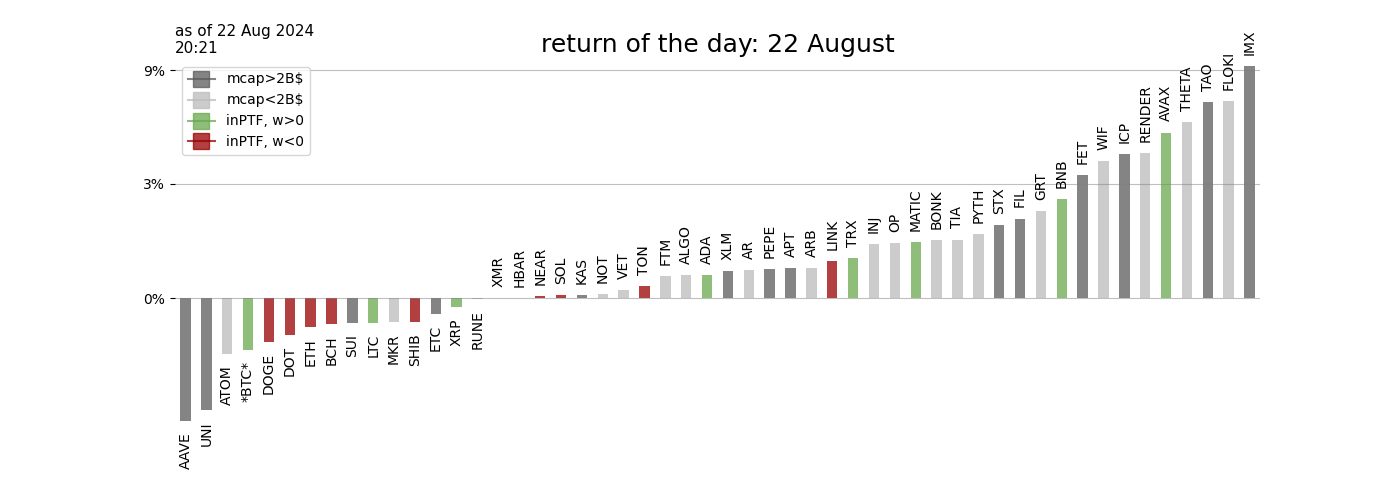 as of 22 Aug 2024
20:21
return of the day: 22 August
9%
3%
0%
mcap>2B$
mcap<2B$
inPTF, w>0
inPTF, w<0
AAVE
UNI
ATOM
*BTC*
DOGE
DOT
ETH
BCH
SUI
LTC
MKR
SHIB
ETC
XRP
RUNE
XMR
HBAR
NEAR
SOL
KAS
NOT
VET
TON
FTM
ALGO
ADA
XLM
AR
PEPE
APT
ARB
LINK
TRX
INJ
OP
MATIC
BONK
TIA
PYTH
STX
FIL
GRT
BNB
FET
WIF
ICP
RENDER
AVAX
THETA
TAO
FLOKI
IMX